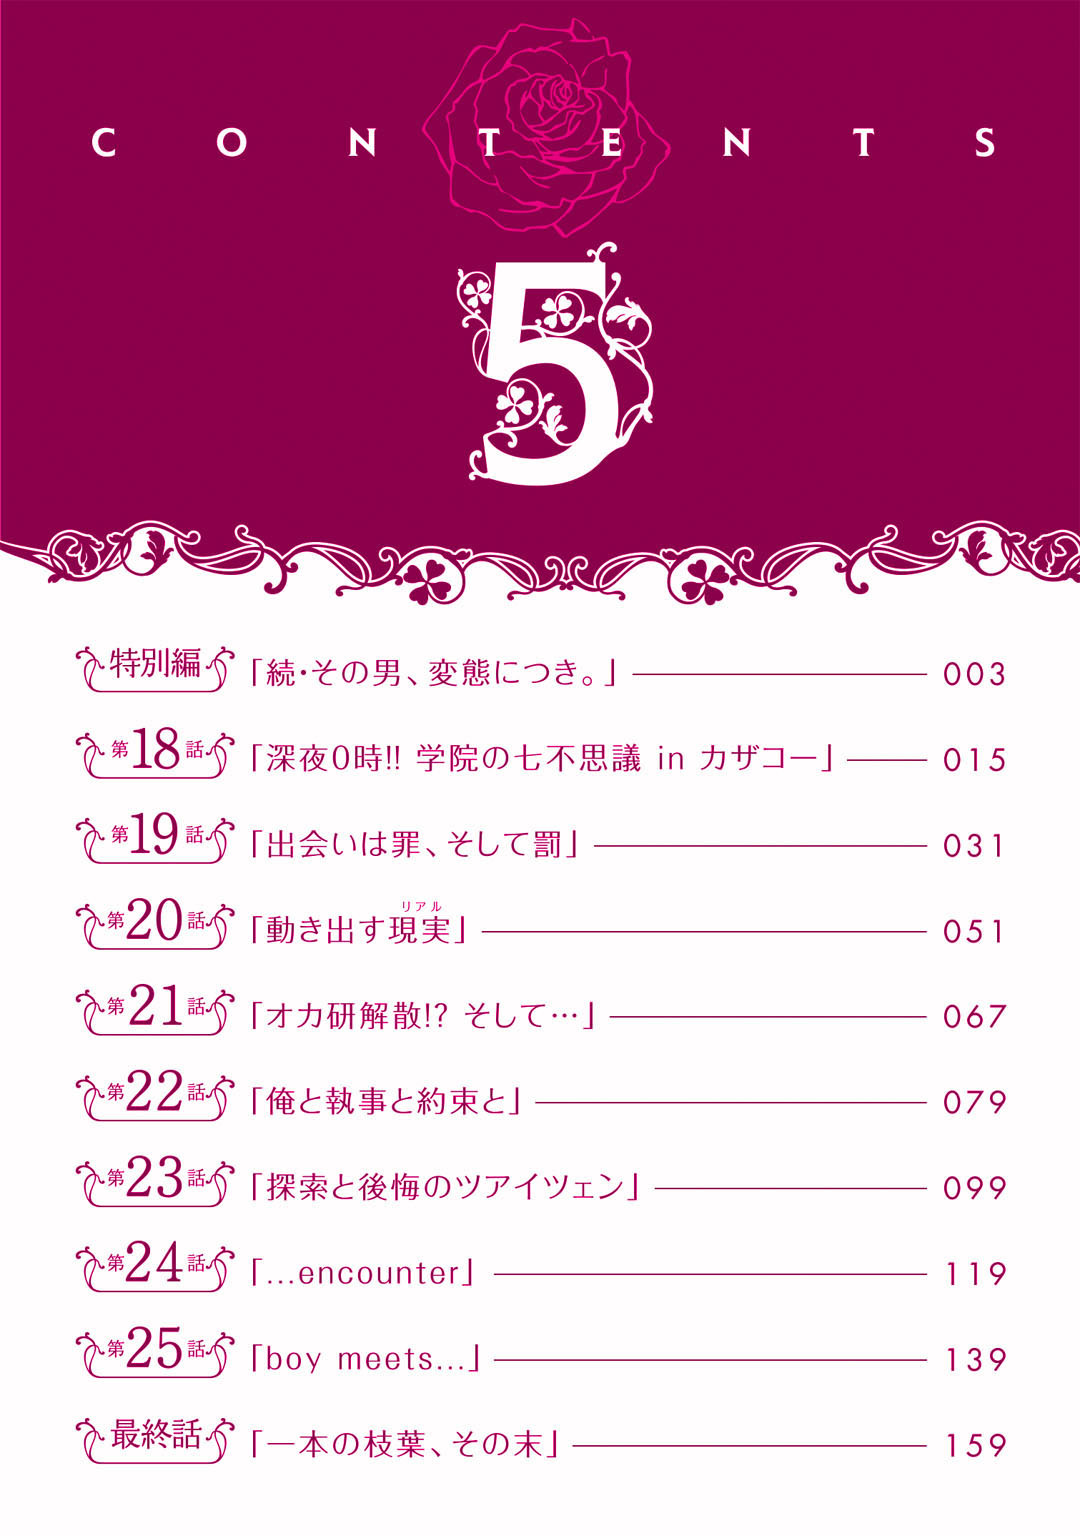 CONTENTS
5
特別編 「続・その男、変態につき。」 003
第18話 「深夜0時!! 学院の七不思議 in カザコー」 015
第19話 「出会いは罪、そして罰」 031
リアル
第20話 「動き出す現実」 051
第21話 「オカ研解散!? そして…」 067
第22話 「俺と執事と約束と」 079
第23話 「探索と後悔のツアイツェン」 099
第24話 「...encounter」 119
第25話 「boy meets...」 139
最終話 「一本の枝葉、その末」 159